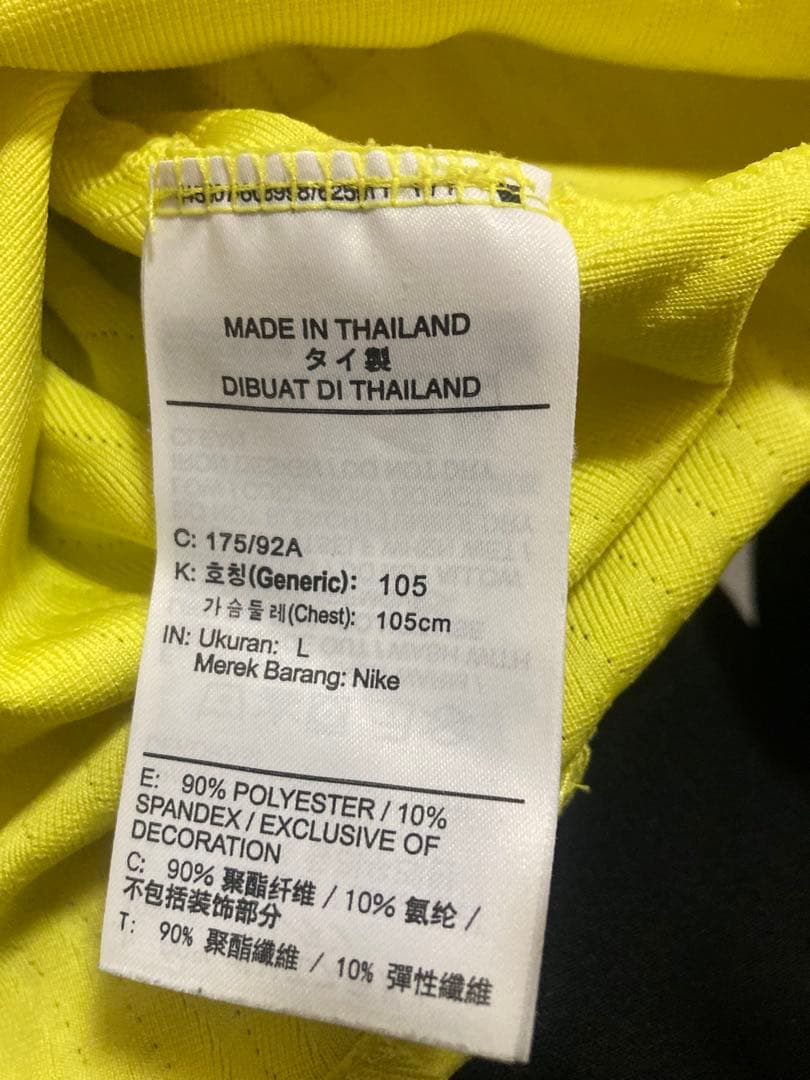 MADE IN THAILAND
タイ製
DIBUAT DI THAILAND
C: 175/92A
K: 호칭(Generic): 105
가슴둘레(Chest): 105cm
IN: Ukuran: L
Merek Barang: Nike
E: 90% POLYESTER / 10%
SPANDEX / EXCLUSIVE OF
DECORATION
C: 90% 聚酯纤维 / 10% 氨纶 /
不包括装饰部分
T: 90% 聚酯纖維 / 10% 彈性纖維